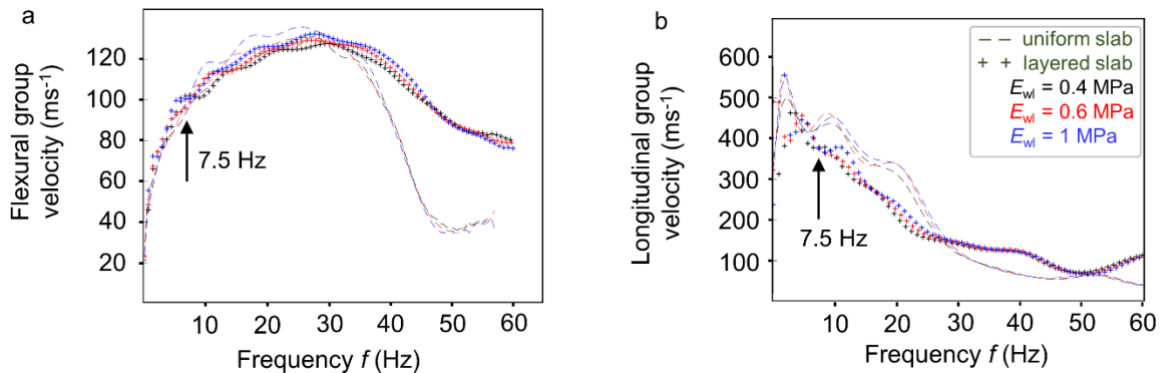 a
Flexural group
velocity (ms⁻¹)
120
100
80
60
40
20
7.5 Hz
10 20 30 40 50 60
Frequency f (Hz)
b
Longitudinal group
velocity (ms⁻¹)
600
500
400
300
200
100
7.5 Hz
uniform slab
+ + layered slab
E_wl = 0.4 MPa
E_wl = 0.6 MPa
E_wl = 1 MPa
10 20 30 40 50 60
Frequency f (Hz)